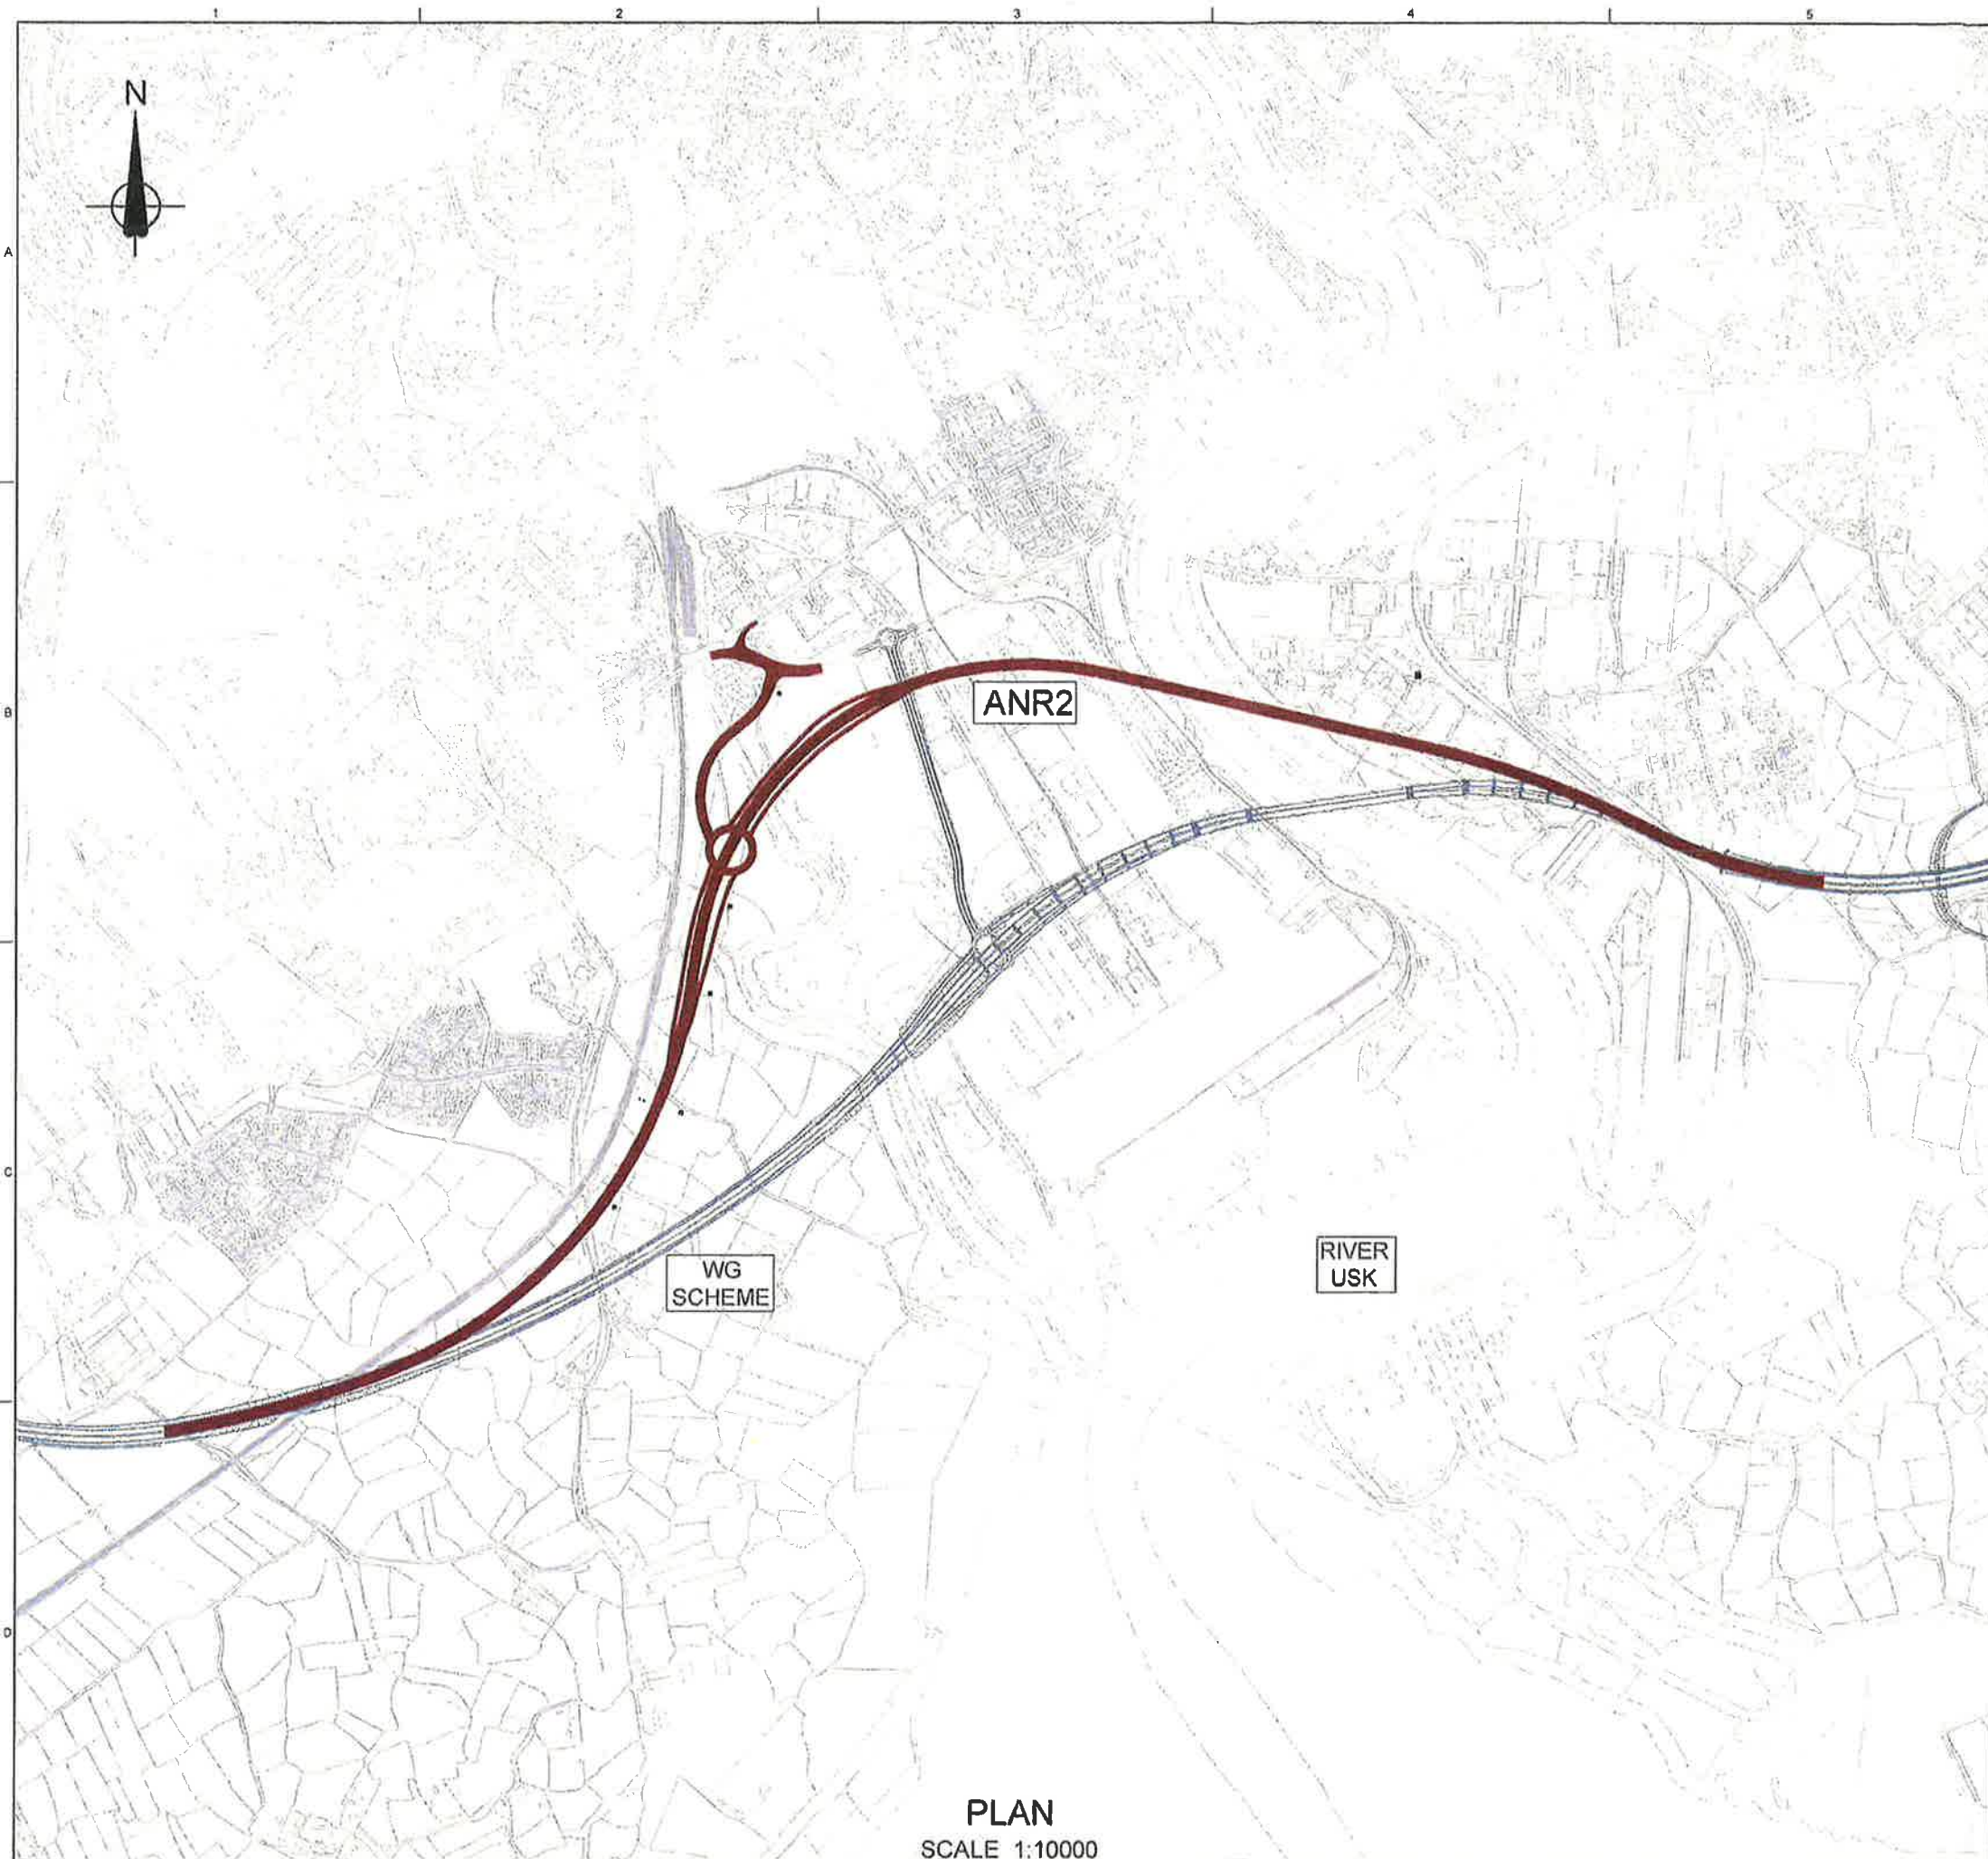 1 2 3 4 5
N
A
B
ANR2
C
WG
SCHEME
RIVER
USK
D
PLAN
SCALE 1:10000